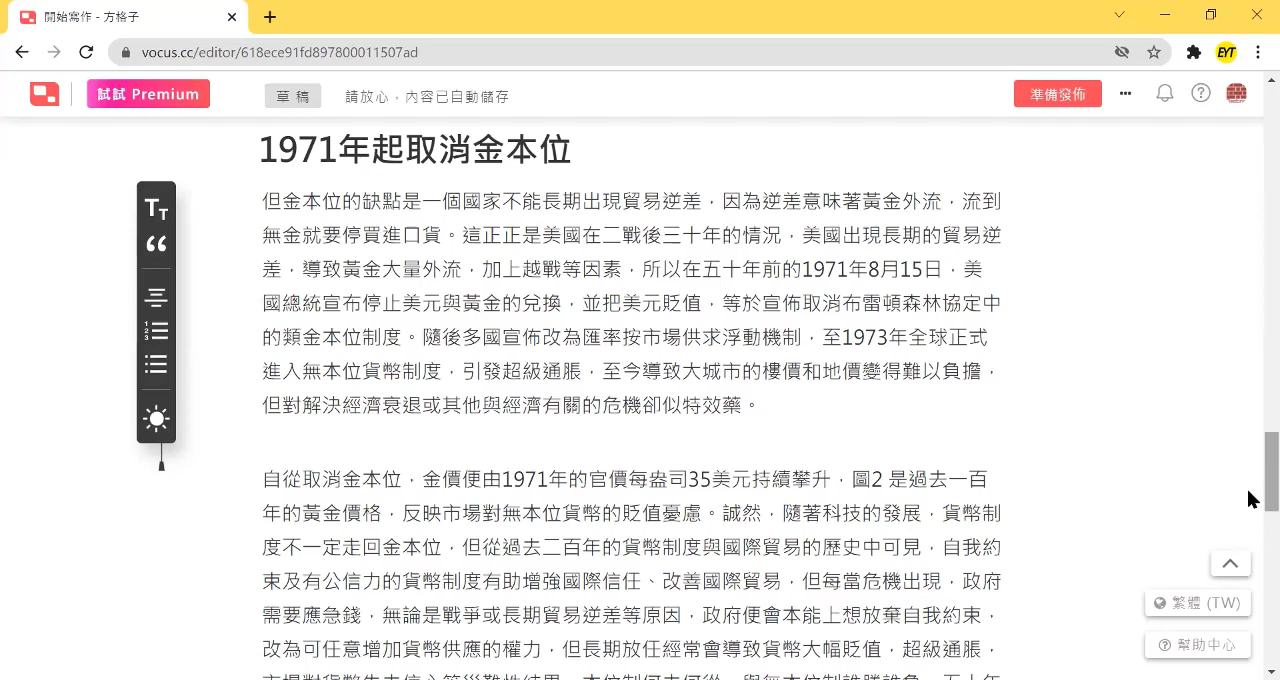 開始寫作 - 方格子
vocus.cc/editor/618ece91fd897800011507ad
EYT
試試 Premium
草稿
請放心，內容已自動儲存
準備發佈
1971年起取消金本位
但金本位的缺點是一個國家不能長期出現貿易逆差，因為逆差意味著黃金外流，流到
無金就要停買進口貨。這正正是美國在二戰後三十年的情況，美國出現長期的貿易逆
差，導致黃金大量外流，加上越戰等因素，所以在五十年前的1971年8月15日，美
國總統宣布停止美元與黃金的兌換，並把美元貶值，等於宣佈取消布雷頓森林協定中
的類金本位制度。隨後多國宣佈改為匯率按市場供求浮動機制，至1973年全球正式
進入無本位貨幣制度，引發超級通脹，至今導致大城市的樓價和地價變得難以負擔，
但對解決經濟衰退或其他與經濟有關的危機卻似特效藥。
自從取消金本位，金價便由1971年的官價每盎司35美元持續攀升，圖2 是過去一百
年的黃金價格，反映市場對無本位貨幣的貶值憂慮。誠然，隨著科技的發展，貨幣制
度不一定走回金本位，但從過去二百年的貨幣制度與國際貿易的歷史中可見，自我約
束及有公信力的貨幣制度有助增強國際信任、改善國際貿易，但每當危機出現，政府
需要應急錢，無論是戰爭或長期貿易逆差等原因，政府便會本能上想放棄自我約束，
改為可任意增加貨幣供應的權力，但長期放任經常會導致貨幣大幅貶值，超級通脹，
繁體 (TW)
幫助中心